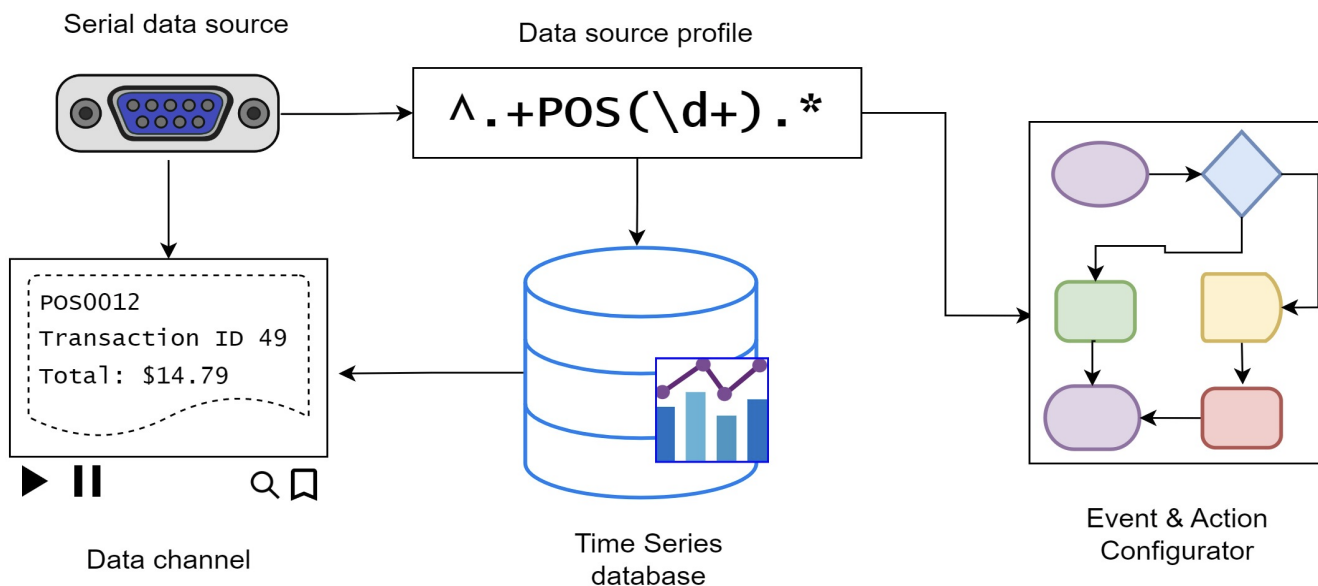 Serial data source
Data source profile
^.+POS(\d+).*
POS0012
Transaction ID 49
Total: $14.79
Data channel
Time Series
database
Event & Action
Configurator